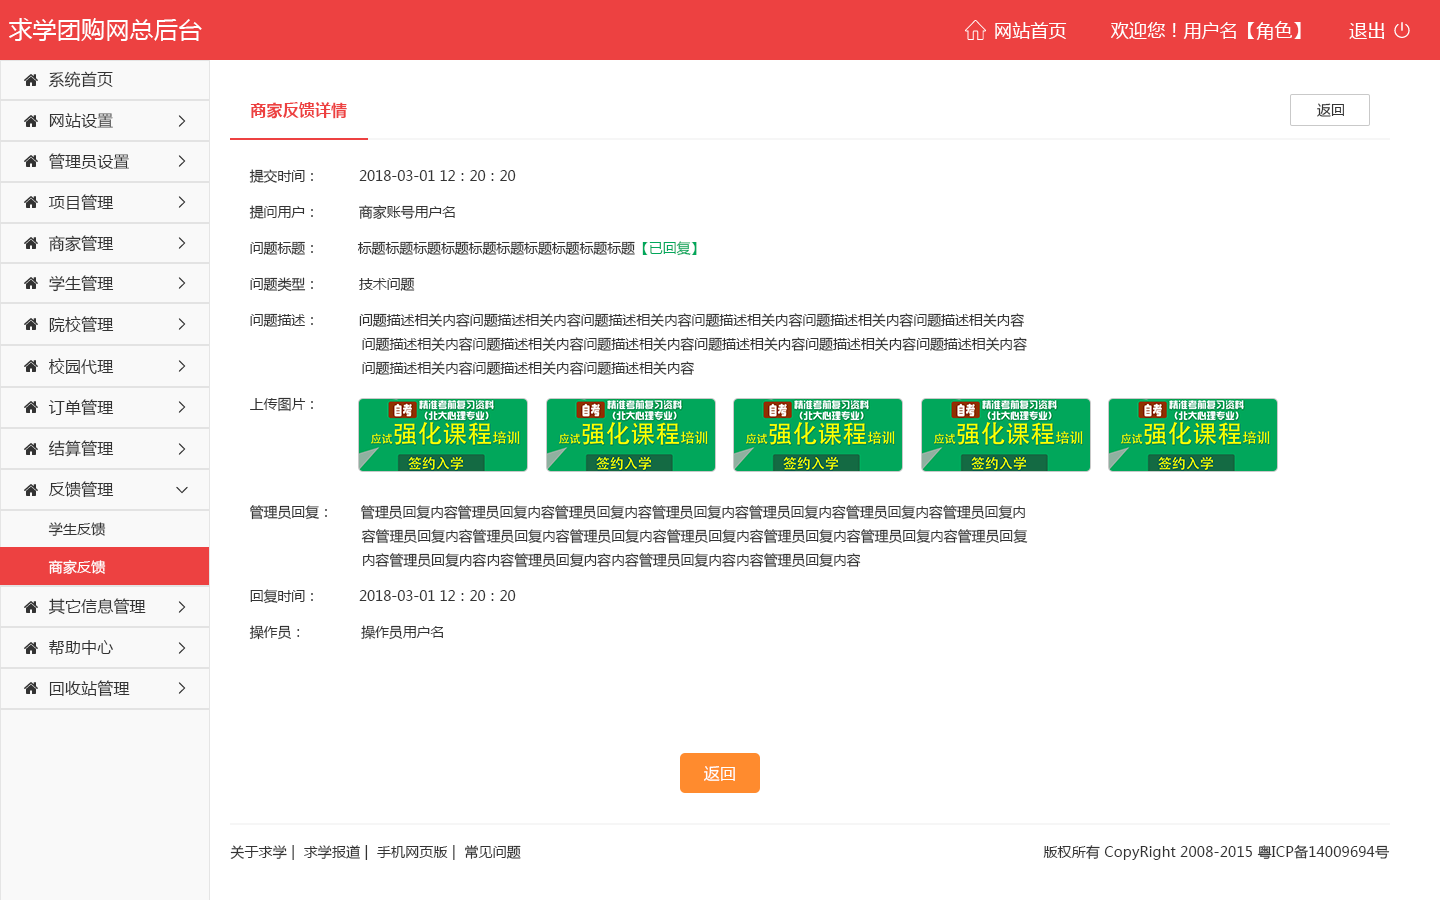 求学团购网总后台
网站首页
欢迎您！用户名【角色】
退出
系统首页
网站设置
管理员设置
项目管理
商家管理
学生管理
院校管理
校园代理
订单管理
结算管理
反馈管理
学生反馈
商家反馈
其它信息管理
帮助中心
回收站管理
商家反馈详情
返回
提交时间： 2018-03-01 12：20：20
提问用户： 商家账号用户名
问题标题： 标题标题标题标题标题标题标题标题标题标题【已回复】
问题类型： 技术问题
问题描述： 问题描述相关内容问题描述相关内容问题描述相关内容问题描述相关内容问题描述相关内容问题描述相关内容
问题描述相关内容问题描述相关内容问题描述相关内容问题描述相关内容问题描述相关内容问题描述相关内容
问题描述相关内容问题描述相关内容问题描述相关内容
上传图片：
自考 精准考前复习资料
（北大心理专业）
应试强化课程培训
签约入学
自考 精准考前复习资料
（北大心理专业）
应试强化课程培训
签约入学
自考 精准考前复习资料
（北大心理专业）
应试强化课程培训
签约入学
自考 精准考前复习资料
（北大心理专业）
应试强化课程培训
签约入学
自考 精准考前复习资料
（北大心理专业）
应试强化课程培训
签约入学
管理员回复： 管理员回复内容管理员回复内容管理员回复内容管理员回复内容管理员回复内容管理员回复内容管理员回复内
容管理员回复内容管理员回复内容管理员回复内容管理员回复内容管理员回复内容管理员回复内容管理员回复
内容管理员回复内容内容管理员回复内容内容管理员回复内容内容管理员回复内容
回复时间： 2018-03-01 12：20：20
操作员： 操作员用户名
返回
关于求学 | 求学报道 | 手机网页版 | 常见问题
版权所有 CopyRight 2008-2015 粤ICP备14009694号